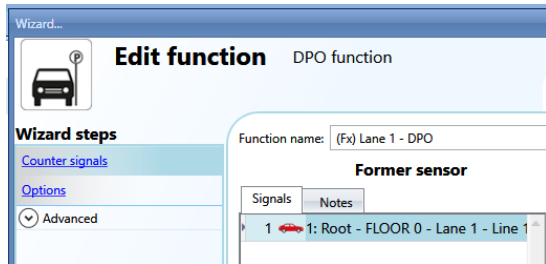 Wizard...
Edit function DPO function
Wizard steps
Counter signals
Options
Advanced
Function name: (Fx) Lane 1 - DPO
Former sensor
Signals Notes
1 1: Root - FLOOR 0 - Lane 1 - Line 1